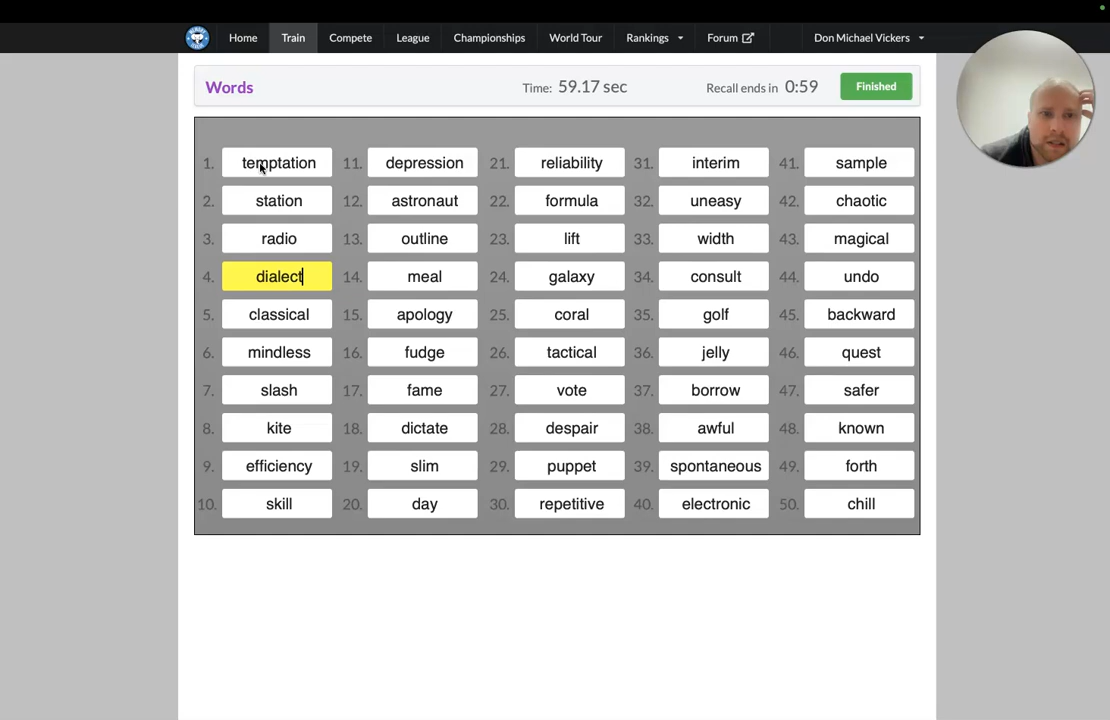 Home Train Compete League Championships World Tour Rankings Forum Don Michael Vickers
Words Time: 59.17 sec Recall ends in 0:59 Finished
1. temptation 11. depression 21. reliability 31. interim 41. sample
2. station 12. astronaut 22. formula 32. uneasy 42. chaotic
3. radio 13. outline 23. lift 33. width 43. magical
4. dialect 14. meal 24. galaxy 34. consult 44. undo
5. classical 15. apology 25. coral 35. golf 45. backward
6. mindless 16. fudge 26. tactical 36. jelly 46. quest
7. slash 17. fame 27. vote 37. borrow 47. safer
8. kite 18. dictate 28. despair 38. awful 48. known
9. efficiency 19. slim 29. puppet 39. spontaneous 49. forth
10. skill 20. day 30. repetitive 40. electronic 50. chill